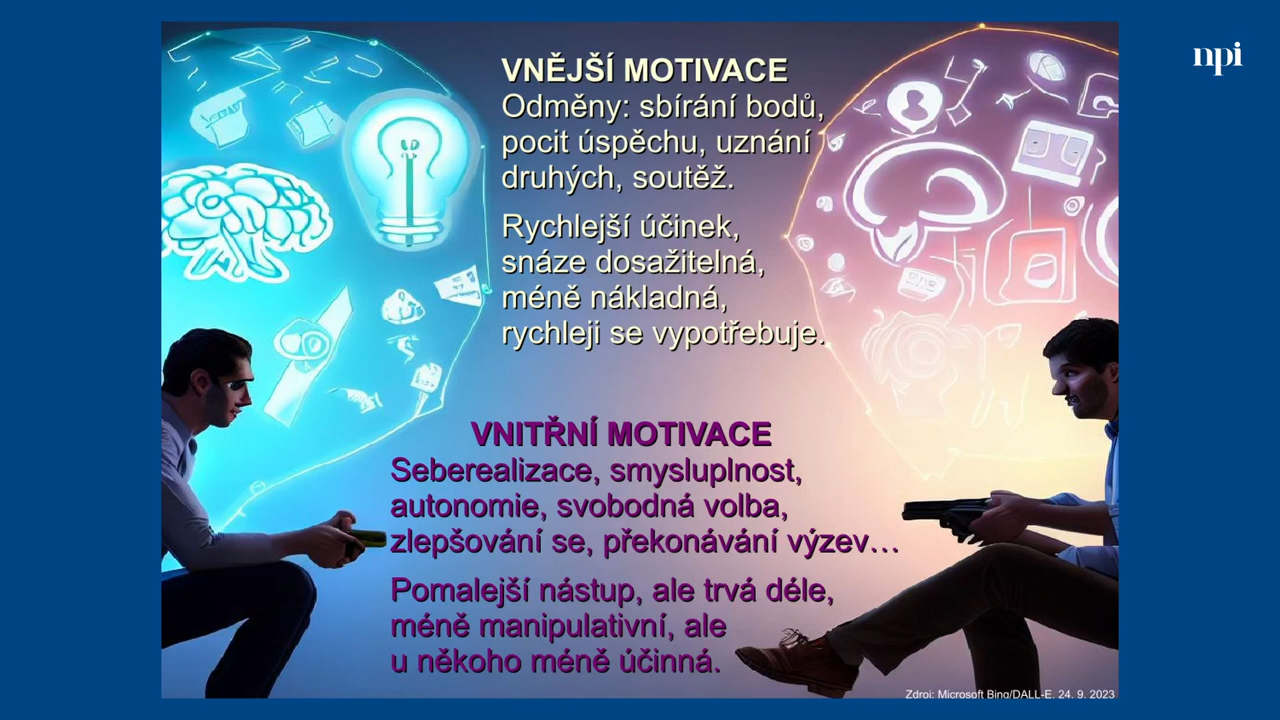 npi
VNĚJŠÍ MOTIVACE
Odměny: sbírání bodů,
pocit úspěchu, uznání
druhých, soutěž.
Rychlejší účinek,
snáze dosažitelná,
méně nákladná,
rychleji se vypotřebuje.
VNITŘNÍ MOTIVACE
Seberealizace, smysluplnost,
autonomie, svobodná volba,
zlepšování se, překonávání výzev…
Pomalejší nástup, ale trvá déle,
méně manipulativní, ale
u někoho méně účinná.
Zdroj: Microsoft Bing/DALL-E. 24. 9. 2023